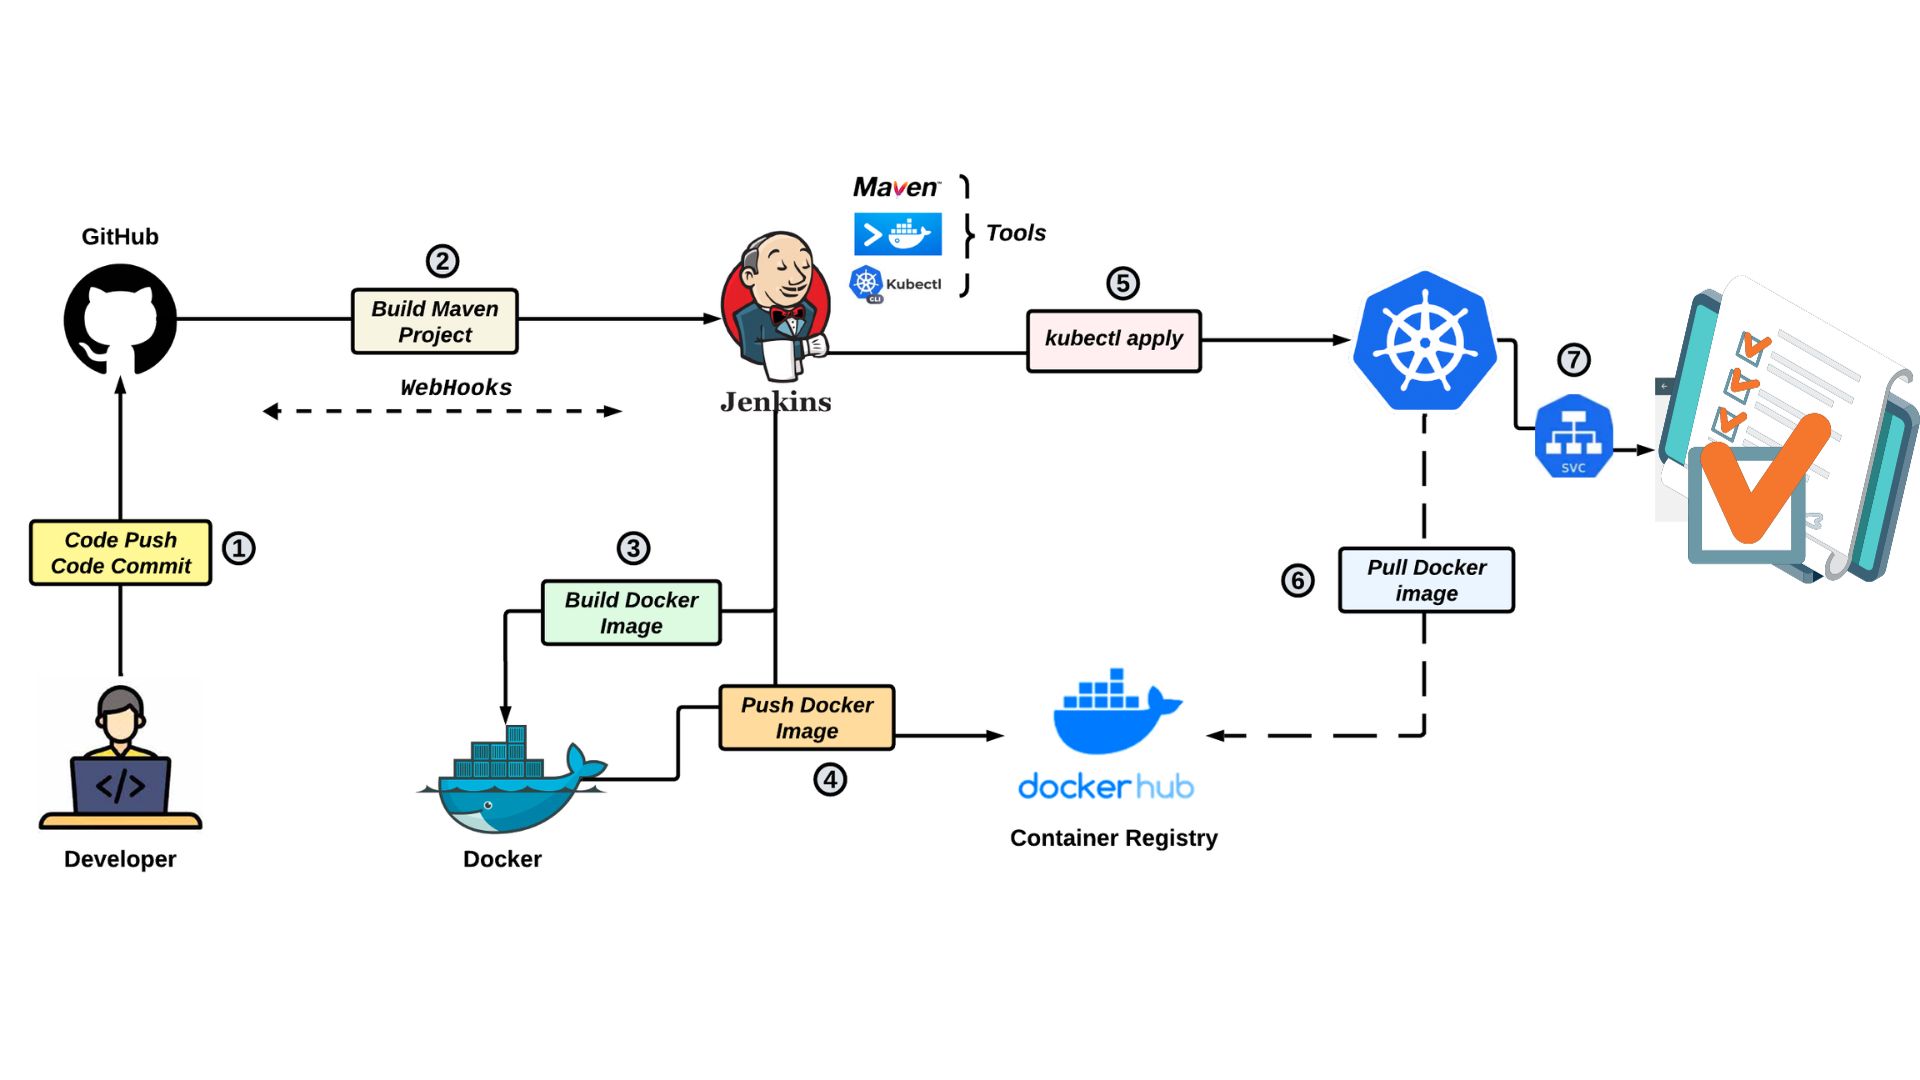 GitHub
2
Build Maven
Project
WebHooks
Maven™
Kubectl
CLI
Tools
Jenkins
5
kubectl apply
7
SVC
Code Push
Code Commit
1
3
Build Docker
Image
6
Pull Docker
image
Push Docker
Image
4
</>
docker hub
Developer
Docker
Container Registry